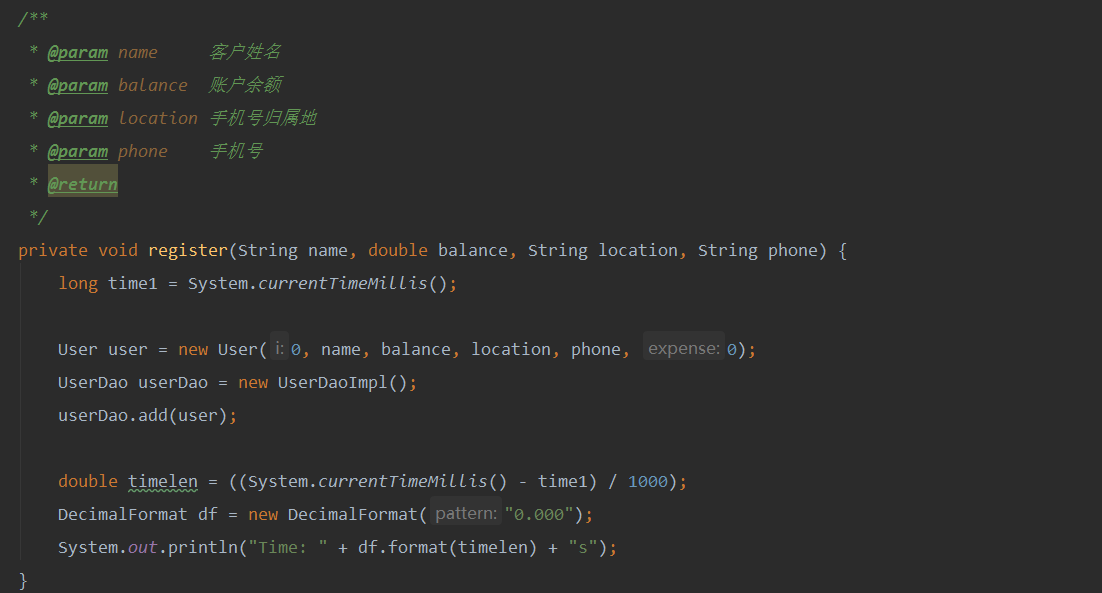 /**
 * @param name     客户姓名
 * @param balance  账户余额
 * @param location 手机号归属地
 * @param phone    手机号
 * @return
 */
private void register(String name, double balance, String location, String phone) {
    long time1 = System.currentTimeMillis();
    User user = new User( i: 0, name, balance, location, phone,  expense: 0);
    UserDao userDao = new UserDaoImpl();
    userDao.add(user);
    double timelen = ((System.currentTimeMillis() - time1) / 1000);
    DecimalFormat df = new DecimalFormat( pattern: "0.000");
    System.out.println("Time: " + df.format(timelen) + "s");
}